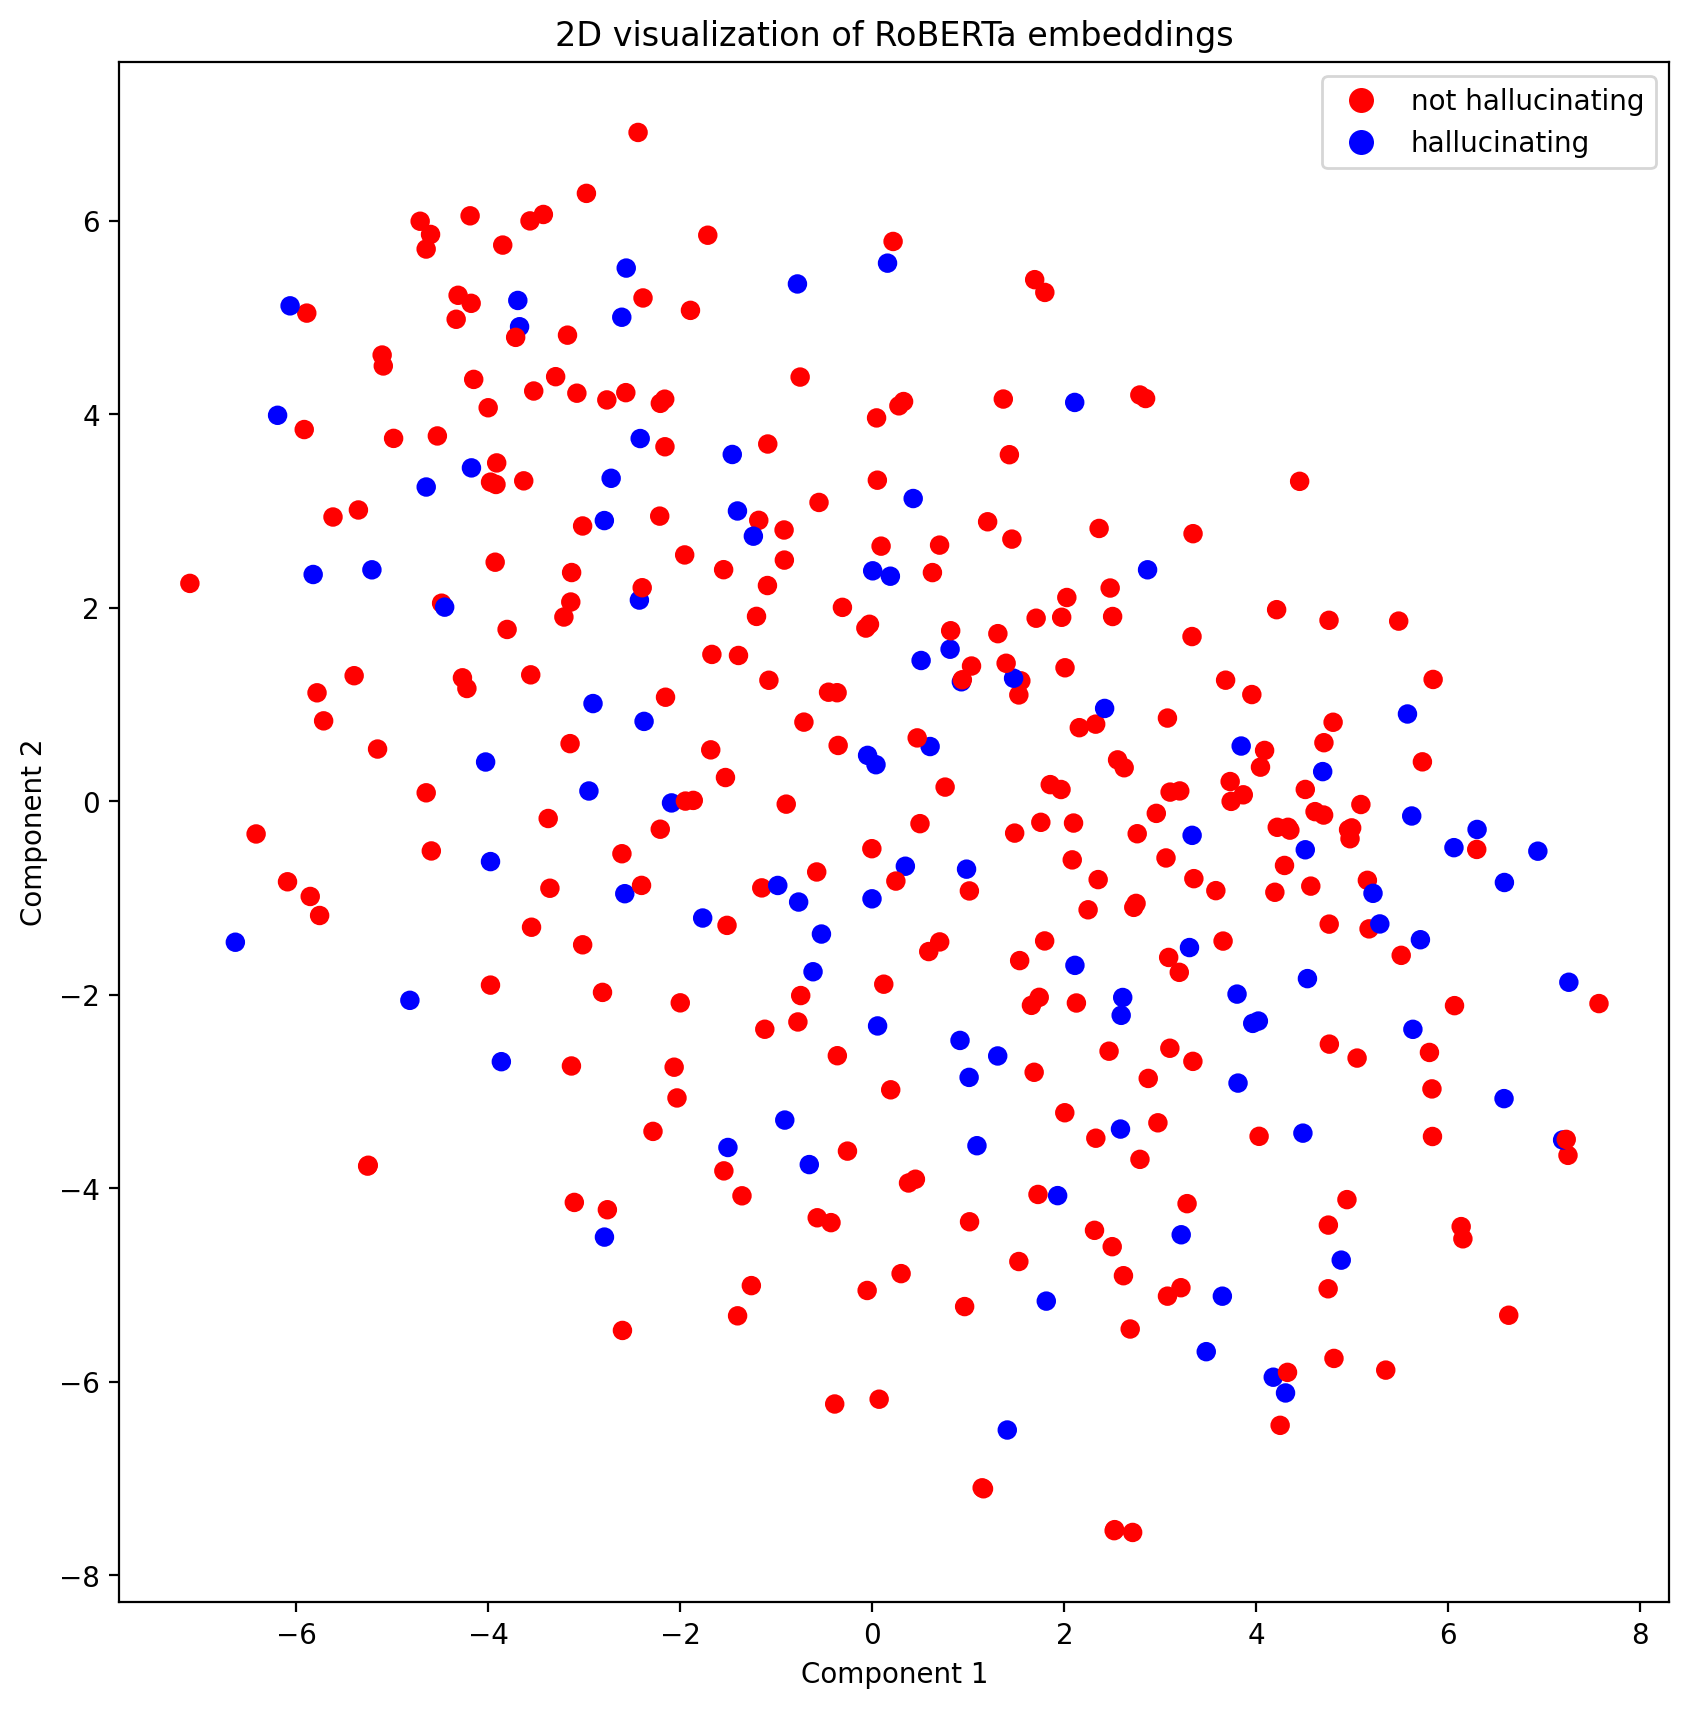 2D visualization of RoBERTa embeddings
not hallucinating
hallucinating
Component 2
6
4
2
0
−2
−4
−6
−8
−6 −4 −2 0 2 4 6 8
Component 1